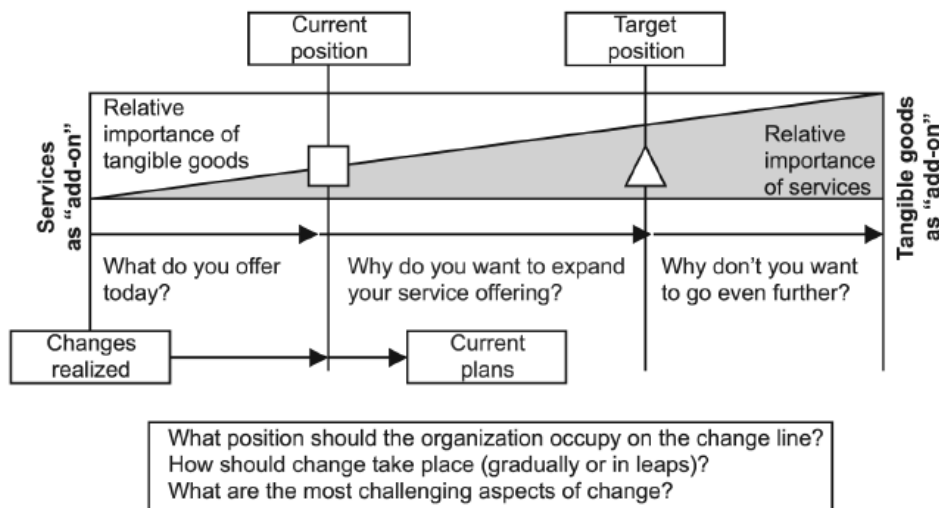 Current
position
Target
position
Services
as “add-on”
Relative
importance of
tangible goods
Relative
importance
of services
Tangible goods
as “add-on”
What do you offer
today?
Why do you want to expand
your service offering?
Why don’t you want
to go even further?
Changes
realized
Current
plans
What position should the organization occupy on the change line?
How should change take place (gradually or in leaps)?
What are the most challenging aspects of change?